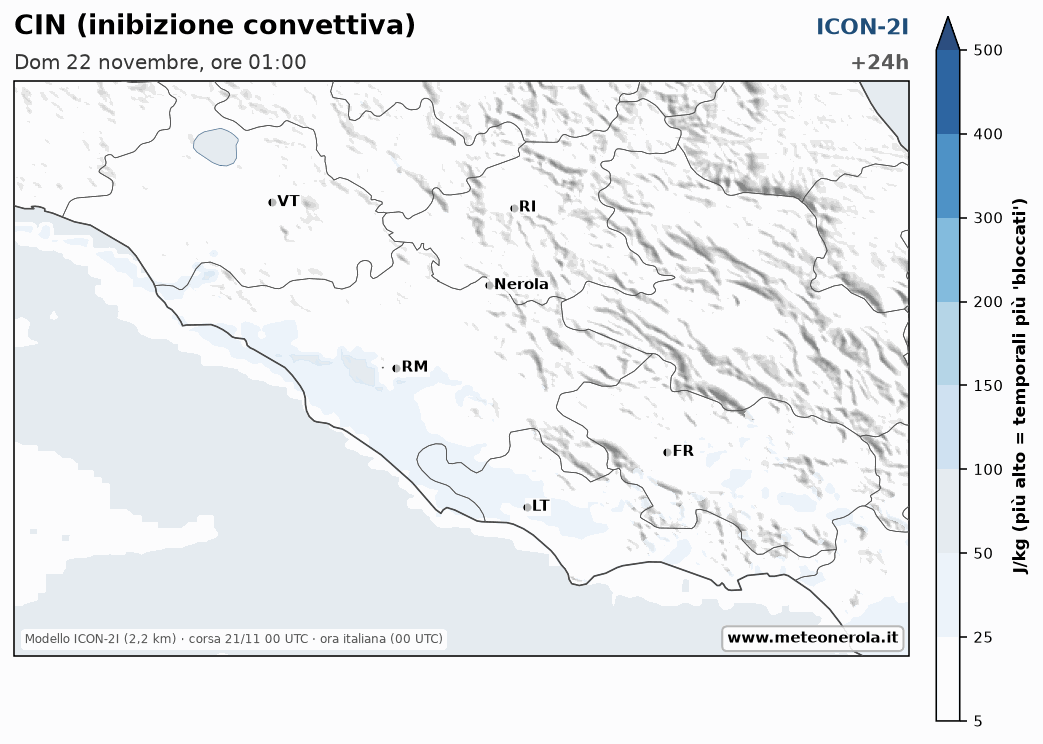 CIN (inibizione convettiva)
ICON-2I
Dom 22 novembre, ore 01:00
+24h
500
400
300
200
150
100
50
25
5
J/kg (più alto = temporali più 'bloccati')
VT
RI
Nerola
RM
FR
LT
Modello ICON-2I (2,2 km) · corsa 21/11 00 UTC · ora italiana (00 UTC)
www.meteonerola.it